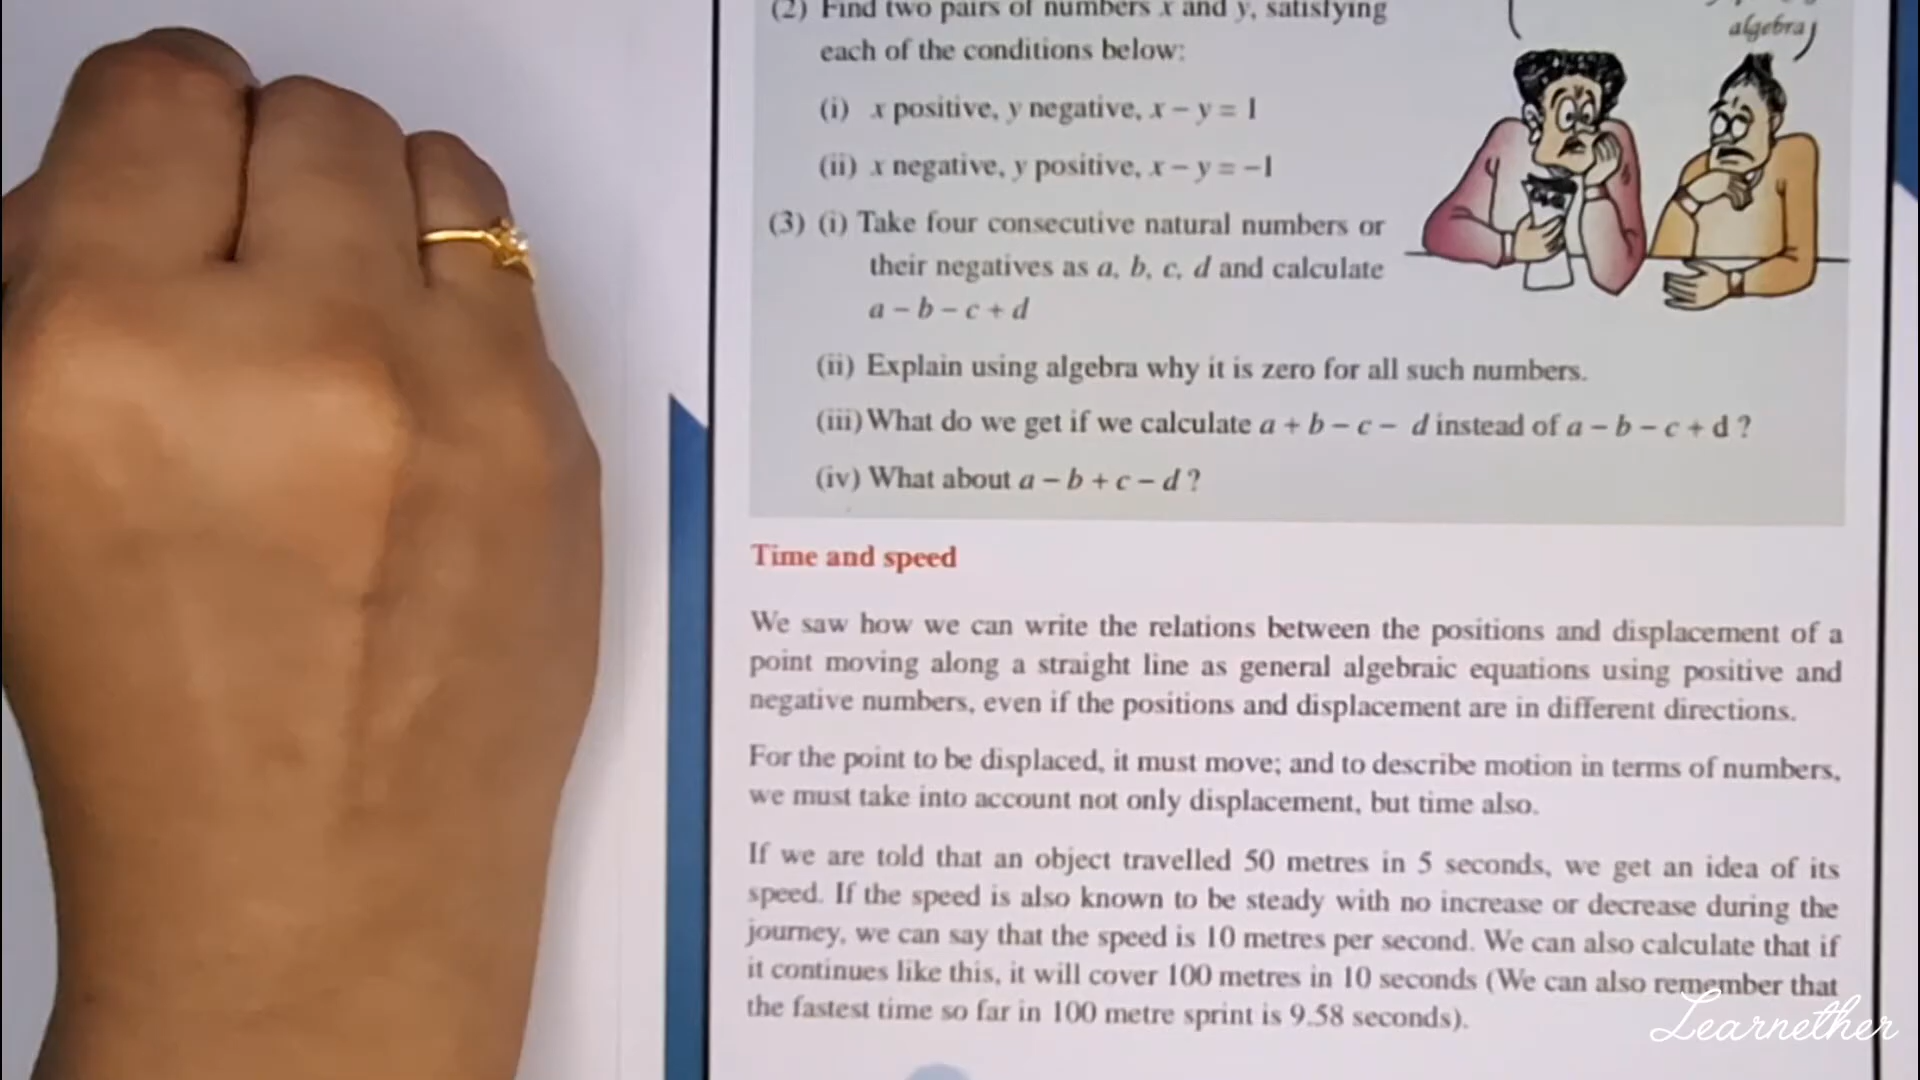 (2) Find two pairs of numbers x and y, satisfying
each of the conditions below:
(i) x positive, y negative, x – y = 1
(ii) x negative, y positive, x – y = –1
(3) (i) Take four consecutive natural numbers or
their negatives as a, b, c, d and calculate
a – b – c + d
(ii) Explain using algebra why it is zero for all such numbers.
(iii) What do we get if we calculate a + b – c – d instead of a – b – c + d ?
(iv) What about a – b + c – d ?
algebra
Time and speed
We saw how we can write the relations between the positions and displacement of a
point moving along a straight line as general algebraic equations using positive and
negative numbers, even if the positions and displacement are in different directions.
For the point to be displaced, it must move; and to describe motion in terms of numbers,
we must take into account not only displacement, but time also.
If we are told that an object travelled 50 metres in 5 seconds, we get an idea of its
speed. If the speed is also known to be steady with no increase or decrease during the
journey, we can say that the speed is 10 metres per second. We can also calculate that if
it continues like this, it will cover 100 metres in 10 seconds (We can also remember that
the fastest time so far in 100 metre sprint is 9.58 seconds).
Learnether